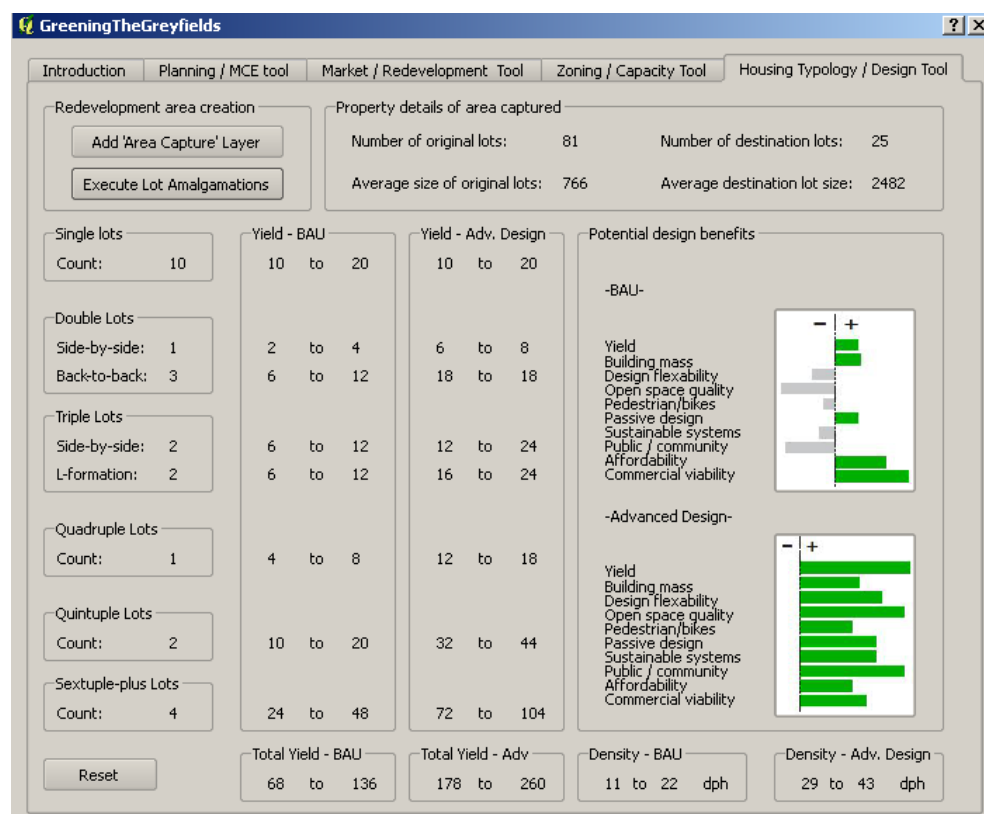 GreeningTheGreyfields
Introduction Planning / MCE tool Market / Redevelopment Tool Zoning / Capacity Tool Housing Typology / Design Tool
Redevelopment area creation
Add 'Area Capture' Layer
Execute Lot Amalgamations
Property details of area captured
Number of original lots: 81 Number of destination lots: 25
Average size of original lots: 766 Average destination lot size: 2482
Single lots Yield - BAU Yield - Adv. Design
Count: 10 10 to 20 10 to 20
Double Lots
Side-by-side: 1 2 to 4 6 to 8
Back-to-back: 3 6 to 12 18 to 18
Triple Lots
Side-by-side: 2 6 to 12 12 to 24
L-formation: 2 6 to 12 16 to 24
Quadruple Lots
Count: 1 4 to 8 12 to 18
Quintuple Lots
Count: 2 10 to 20 32 to 44
Sextuple-plus Lots
Count: 4 24 to 48 72 to 104
Potential design benefits
-BAU-
− +
Yield
Building mass
Design flexability
Open space quality
Pedestrian/bikes
Passive design
Sustainable systems
Public / community
Affordability
Commercial viability
-Advanced Design-
− +
Yield
Building mass
Design flexability
Open space quality
Pedestrian/bikes
Passive design
Sustainable systems
Public / community
Affordability
Commercial viability
Reset
Total Yield - BAU Total Yield - Adv Density - BAU Density - Adv. Design
68 to 136 178 to 260 11 to 22 dph 29 to 43 dph